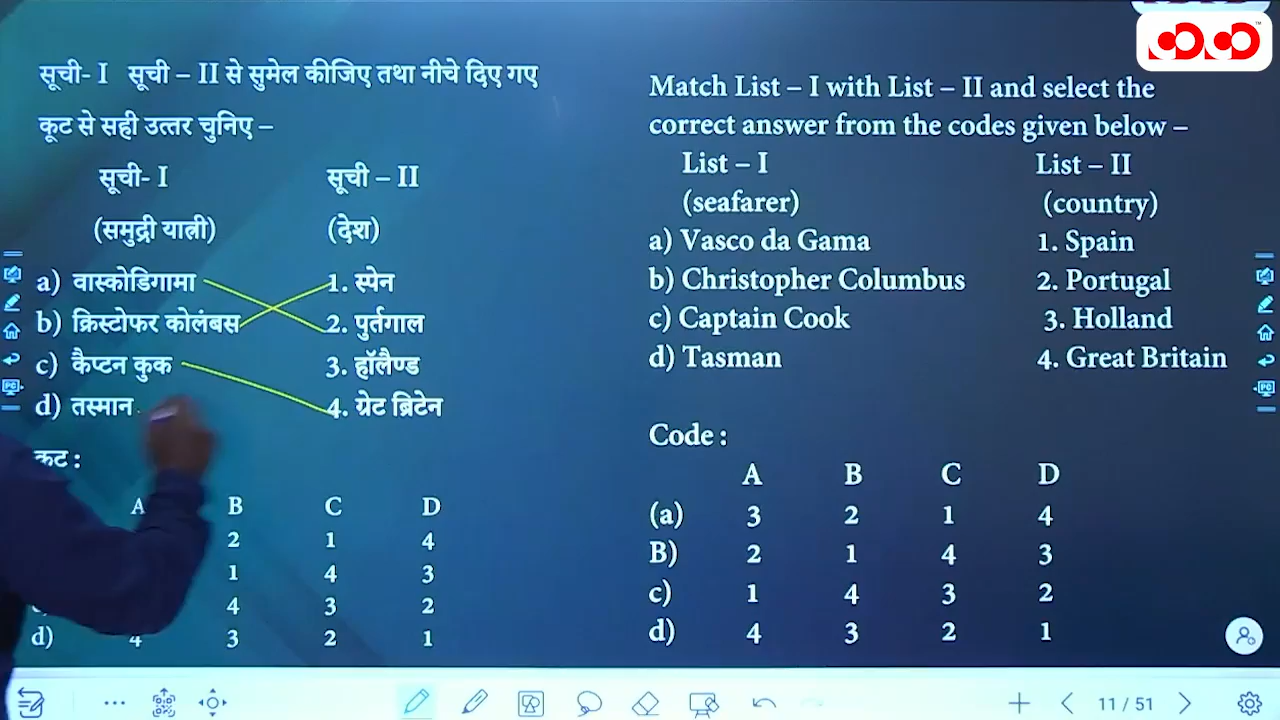 सूची- I सूची – II से सुमेल कीजिए तथा नीचे दिए गए
कूट से सही उत्तर चुनिए –
सूची- I सूची – II
(समुद्री यात्री) (देश)
a) वास्कोडिगामा 1. स्पेन
b) क्रिस्टोफर कोलंबस 2. पुर्तगाल
c) कैप्टन कुक 3. हॉलैण्ड
d) तस्मान 4. ग्रेट ब्रिटेन
कूट :
A B C D
2 1 4
1 4 3
4 3 2
d) 4 3 2 1
Match List – I with List – II and select the
correct answer from the codes given below –
List – I List – II
(seafarer) (country)
a) Vasco da Gama 1. Spain
b) Christopher Columbus 2. Portugal
c) Captain Cook 3. Holland
d) Tasman 4. Great Britain
Code :
A B C D
(a) 3 2 1 4
B) 2 1 4 3
c) 1 4 3 2
d) 4 3 2 1
11 / 51